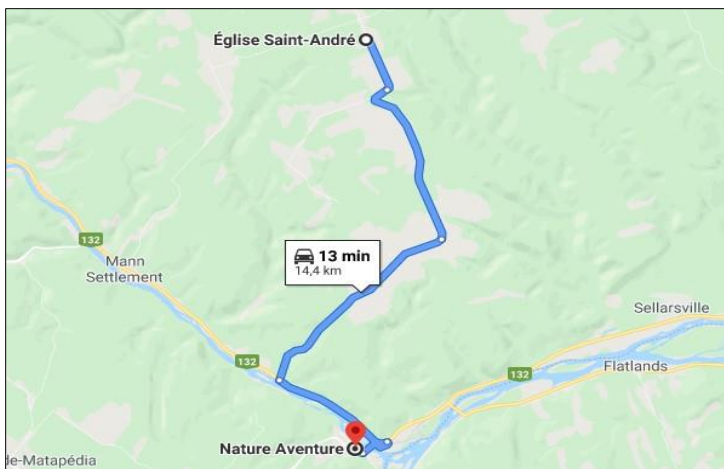 Église Saint-André
132
Mann
Settlement
13 min
14,4 km
Sellarsville
132
132
Flatlands
Nature Aventure
de-Matapédia